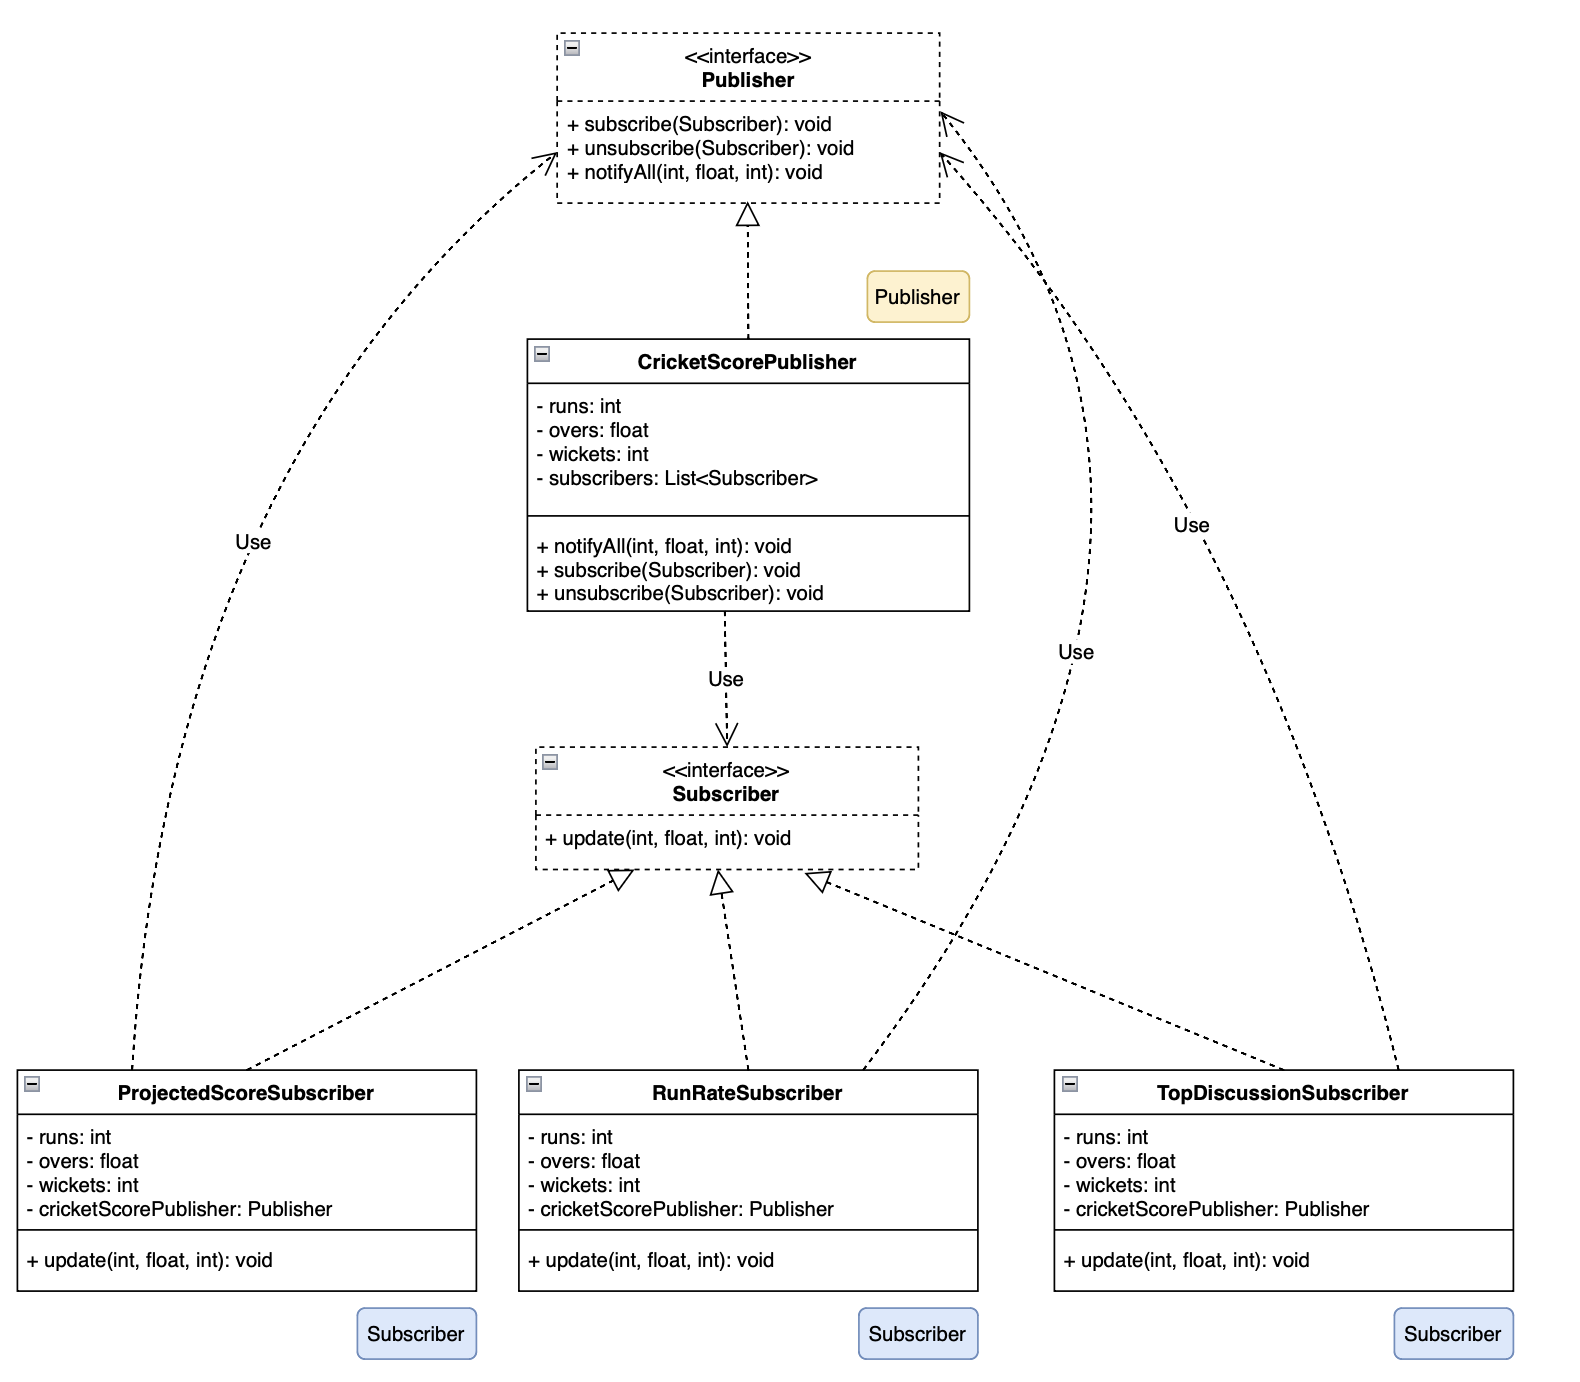 <<interface>>
Publisher
+ subscribe(Subscriber): void
+ unsubscribe(Subscriber): void
+ notifyAll(int, float, int): void
Publisher
CricketScorePublisher
- runs: int
- overs: float
- wickets: int
- subscribers: List<Subscriber>
+ notifyAll(int, float, int): void
+ subscribe(Subscriber): void
+ unsubscribe(Subscriber): void
Use
Use
Use
Use
<<interface>>
Subscriber
+ update(int, float, int): void
ProjectedScoreSubscriber
- runs: int
- overs: float
- wickets: int
- cricketScorePublisher: Publisher
+ update(int, float, int): void
Subscriber
RunRateSubscriber
- runs: int
- overs: float
- wickets: int
- cricketScorePublisher: Publisher
+ update(int, float, int): void
Subscriber
TopDiscussionSubscriber
- runs: int
- overs: float
- wickets: int
- cricketScorePublisher: Publisher
+ update(int, float, int): void
Subscriber